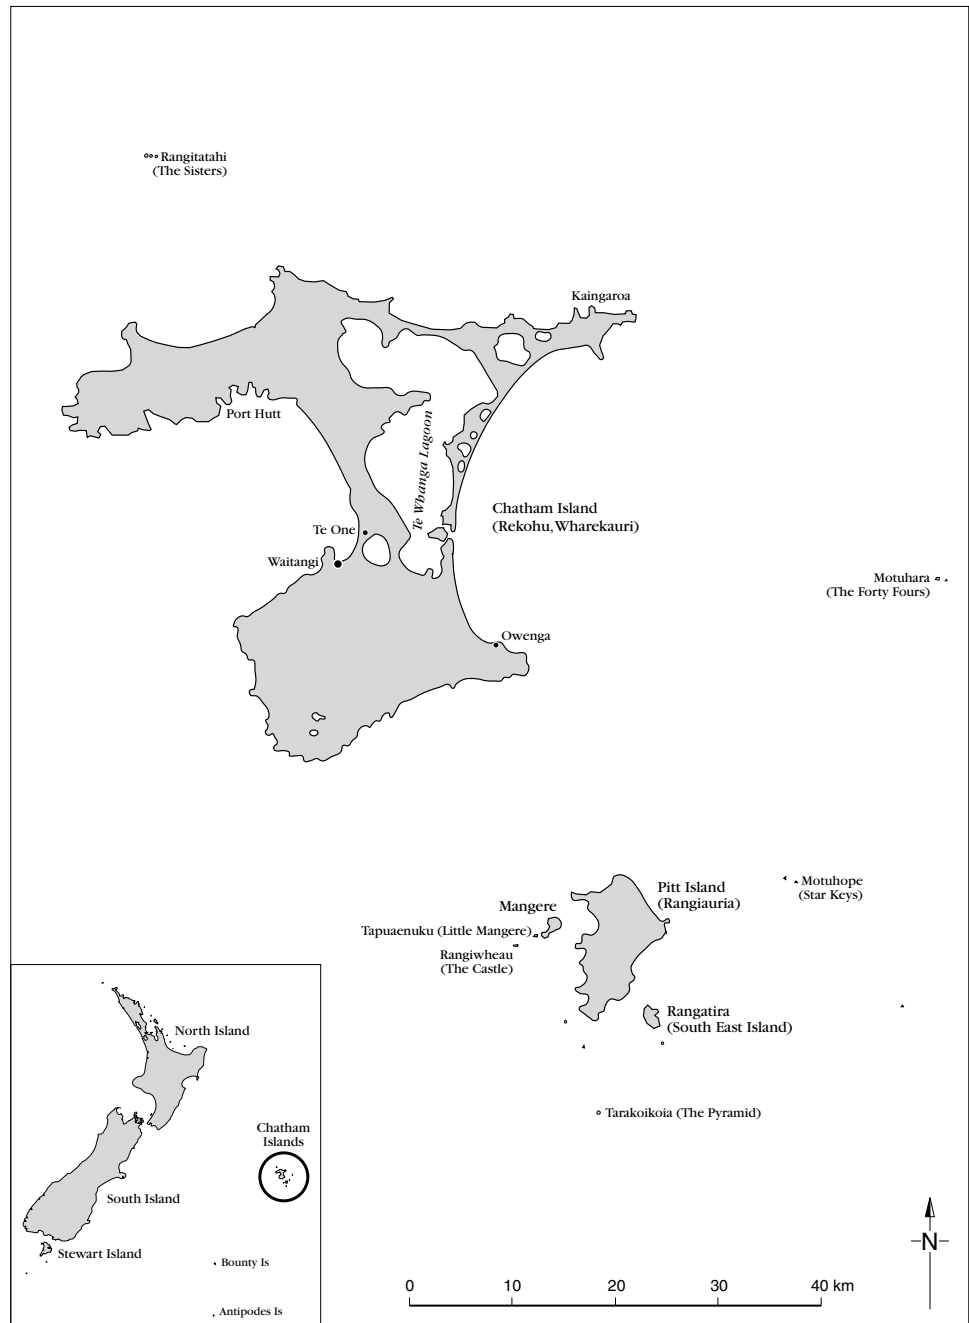 Rangitatahi
(The Sisters)
Kaingaroa
Port Hutt
Te Whanga Lagoon
Chatham Island
(Rekohu, Wharekauri)
Te One
Waitangi
Motuhara
(The Forty Fours)
Owenga
Motuhope
(Star Keys)
Pitt Island
(Rangiauria)
Mangere
Tapuaenuku (Little Mangere)
Rangiwheau
(The Castle)
Rangatira
(South East Island)
Tarakoikoia (The Pyramid)
North Island
Chatham
Islands
South Island
Stewart Island
Bounty Is
Antipodes Is
N
0 10 20 30 40 km